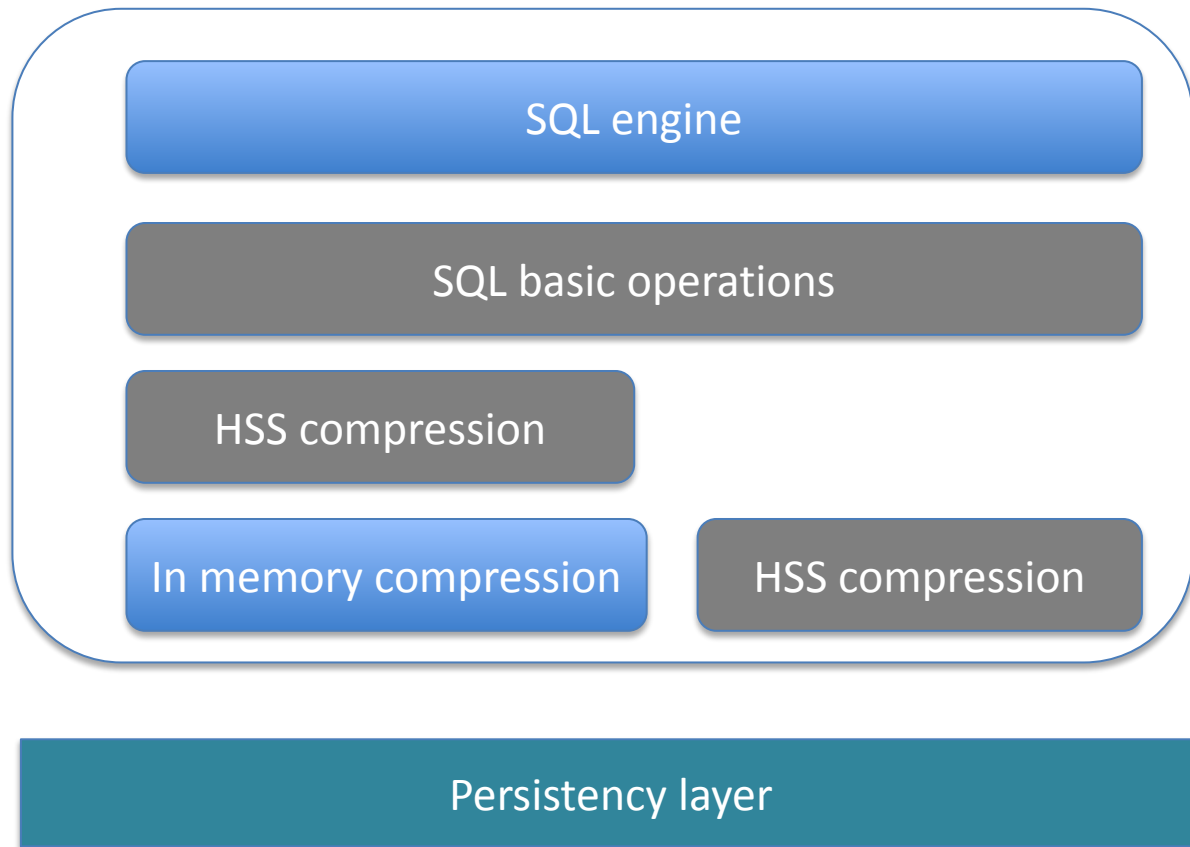 SQL engine
SQL basic operations
HSS compression
In memory compression
HSS compression
Persistency layer